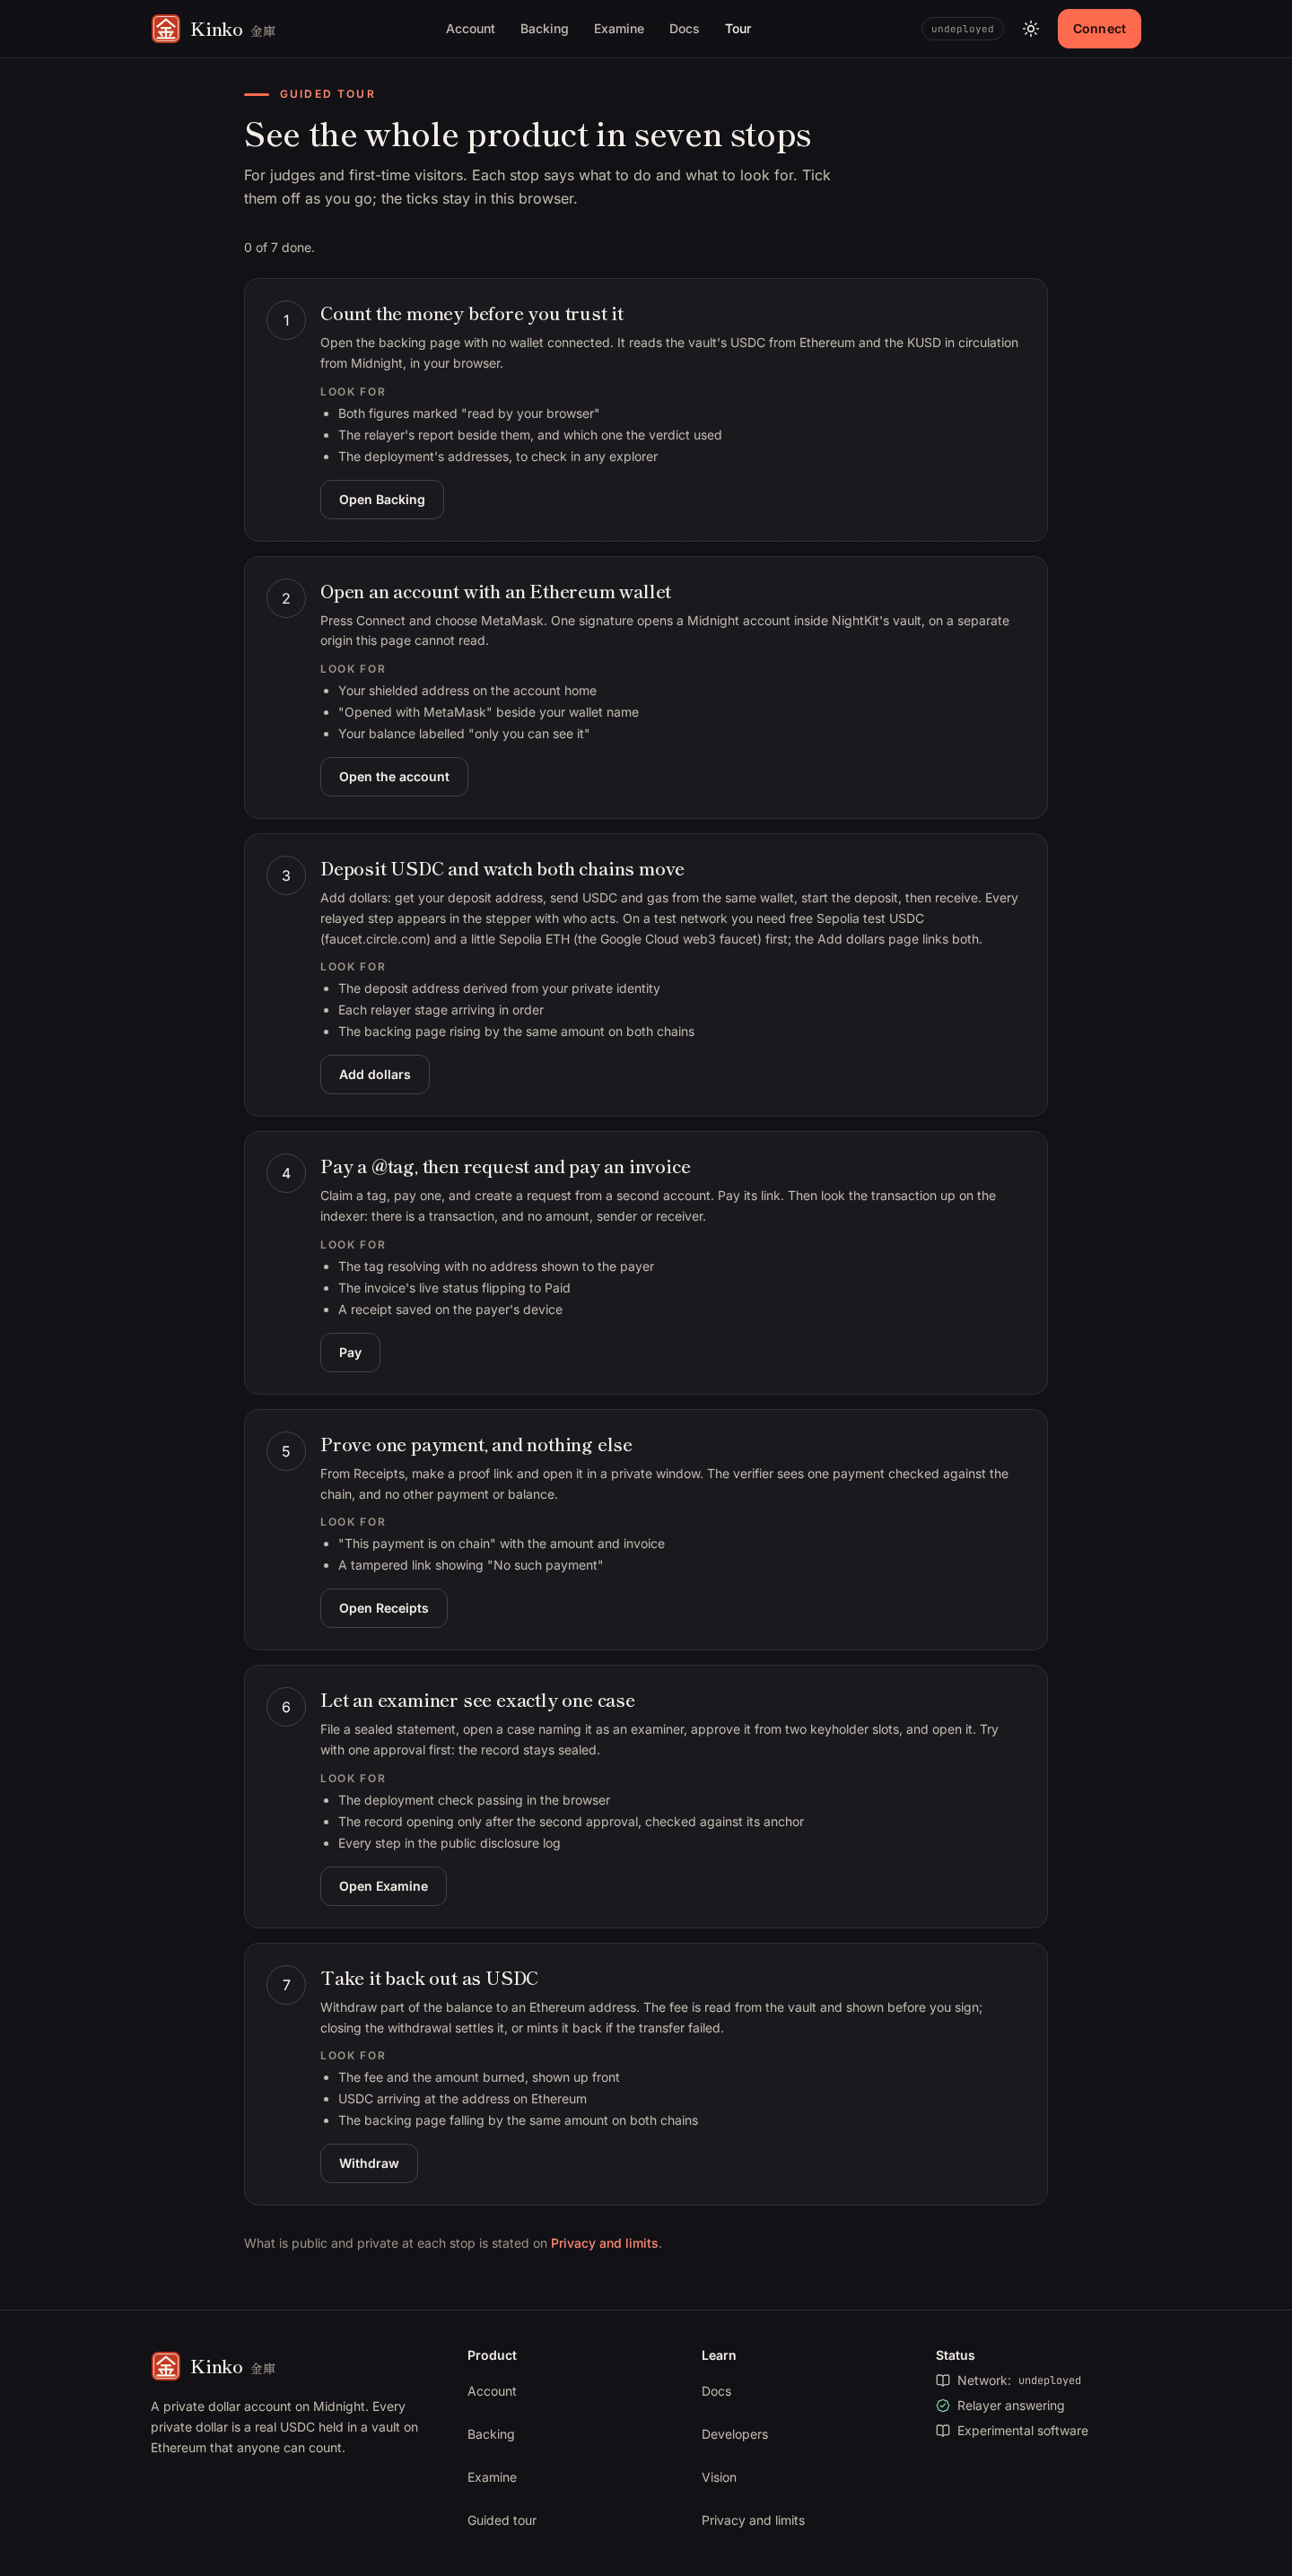 金 Kinko 金庫
Account Backing Examine Docs Tour
undeployed
Connect
GUIDED TOUR
See the whole product in seven stops
For judges and first-time visitors. Each stop says what to do and what to look for. Tick
them off as you go; the ticks stay in this browser.
0 of 7 done.
1
Count the money before you trust it
Open the backing page with no wallet connected. It reads the vault's USDC from Ethereum and the KUSD in circulation
from Midnight, in your browser.
LOOK FOR
• Both figures marked "read by your browser"
• The relayer's report beside them, and which one the verdict used
• The deployment's addresses, to check in any explorer
Open Backing
2
Open an account with an Ethereum wallet
Press Connect and choose MetaMask. One signature opens a Midnight account inside NightKit's vault, on a separate
origin this page cannot read.
LOOK FOR
• Your shielded address on the account home
• "Opened with MetaMask" beside your wallet name
• Your balance labelled "only you can see it"
Open the account
3
Deposit USDC and watch both chains move
Add dollars: get your deposit address, send USDC and gas from the same wallet, start the deposit, then receive. Every
relayed step appears in the stepper with who acts. On a test network you need free Sepolia test USDC
(faucet.circle.com) and a little Sepolia ETH (the Google Cloud web3 faucet) first; the Add dollars page links both.
LOOK FOR
• The deposit address derived from your private identity
• Each relayer stage arriving in order
• The backing page rising by the same amount on both chains
Add dollars
4
Pay a @tag, then request and pay an invoice
Claim a tag, pay one, and create a request from a second account. Pay its link. Then look the transaction up on the
indexer: there is a transaction, and no amount, sender or receiver.
LOOK FOR
• The tag resolving with no address shown to the payer
• The invoice's live status flipping to Paid
• A receipt saved on the payer's device
Pay
5
Prove one payment, and nothing else
From Receipts, make a proof link and open it in a private window. The verifier sees one payment checked against the
chain, and no other payment or balance.
LOOK FOR
• "This payment is on chain" with the amount and invoice
• A tampered link showing "No such payment"
Open Receipts
6
Let an examiner see exactly one case
File a sealed statement, open a case naming it as an examiner, approve it from two keyholder slots, and open it. Try
with one approval first: the record stays sealed.
LOOK FOR
• The deployment check passing in the browser
• The record opening only after the second approval, checked against its anchor
• Every step in the public disclosure log
Open Examine
7
Take it back out as USDC
Withdraw part of the balance to an Ethereum address. The fee is read from the vault and shown before you sign;
closing the withdrawal settles it, or mints it back if the transfer failed.
LOOK FOR
• The fee and the amount burned, shown up front
• USDC arriving at the address on Ethereum
• The backing page falling by the same amount on both chains
Withdraw
What is public and private at each stop is stated on Privacy and limits.
金 Kinko 金庫
A private dollar account on Midnight. Every
private dollar is a real USDC held in a vault on
Ethereum that anyone can count.
Product
Account
Backing
Examine
Guided tour
Learn
Docs
Developers
Vision
Privacy and limits
Status
Network: undeployed
Relayer answering
Experimental software